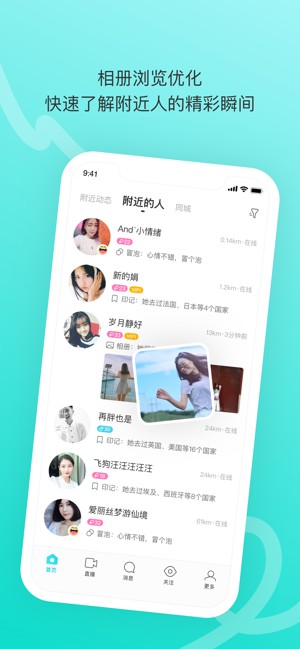 相册浏览优化
快速了解附近人的精彩瞬间
9:41
附近动态 附近的人 同城
And`小情绪
0.14km·在线
冒泡：心情不错，冒个泡
新的娟
1.2km·在线
印记：她去过法国、日本等4个国家
岁月静好
13km·3分钟前
相册：
再胖也是
24km·在线
印记：她去过英国、美国等16个国家
飞狗汪汪汪汪汪
24km·在线
印记：她去过埃及、西班牙等8个国家
爱丽丝梦游仙境
61km·在线
冒泡：心情不错，冒个泡
首页 直播 消息 关注 更多